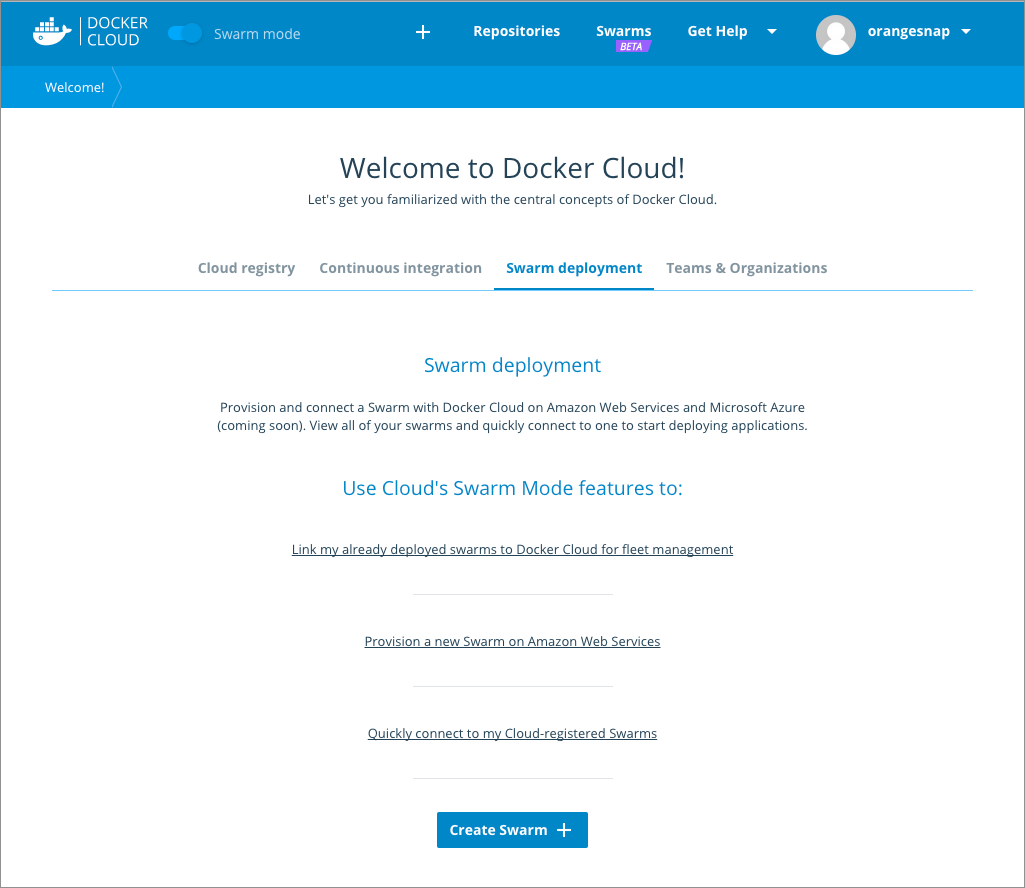 DOCKER
CLOUD
Swarm mode
Repositories
Swarms
BETA
Get Help
orangesnap
Welcome!
Welcome to Docker Cloud!
Let's get you familiarized with the central concepts of Docker Cloud.
Cloud registry
Continuous integration
Swarm deployment
Teams & Organizations
Swarm deployment
Provision and connect a Swarm with Docker Cloud on Amazon Web Services and Microsoft Azure
(coming soon). View all of your swarms and quickly connect to one to start deploying applications.
Use Cloud's Swarm Mode features to:
Link my already deployed swarms to Docker Cloud for fleet management
Provision a new Swarm on Amazon Web Services
Quickly connect to my Cloud-registered Swarms
Create Swarm